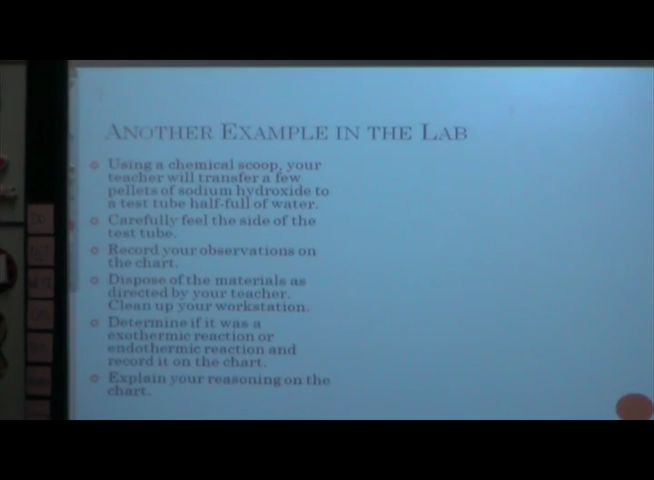 ANOTHER EXAMPLE IN THE LAB
Using a chemical scoop, your
teacher will transfer a few
pellets of sodium hydroxide to
a test tube half-full of water.
Carefully feel the side of the
test tube.
Record your observations on
the chart.
Dispose of the materials as
directed by your teacher.
Clean up your workstation.
Determine if it was a
exothermic reaction or
endothermic reaction and
record it on the chart.
Explain your reasoning on the
chart.